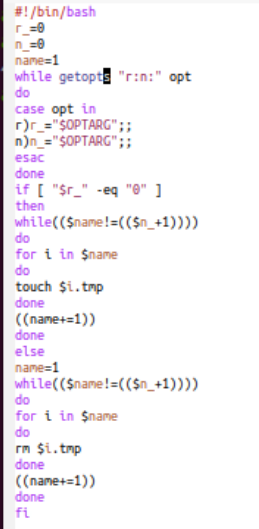 #!/bin/bash
r_=0
n_=0
name=1
while getopts "r:n:" opt
do
case opt in
r)r_="$OPTARG";;
n)n_="$OPTARG";;
esac
done
if [ "$r_" -eq "0" ]
then
while(($name!=(($n_+1))))
do
for i in $name
do
touch $i.tmp
done
((name+=1))
done
else
name=1
while(($name!=(($n_+1))))
do
for i in $name
do
rm $i.tmp
done
((name+=1))
done
fi